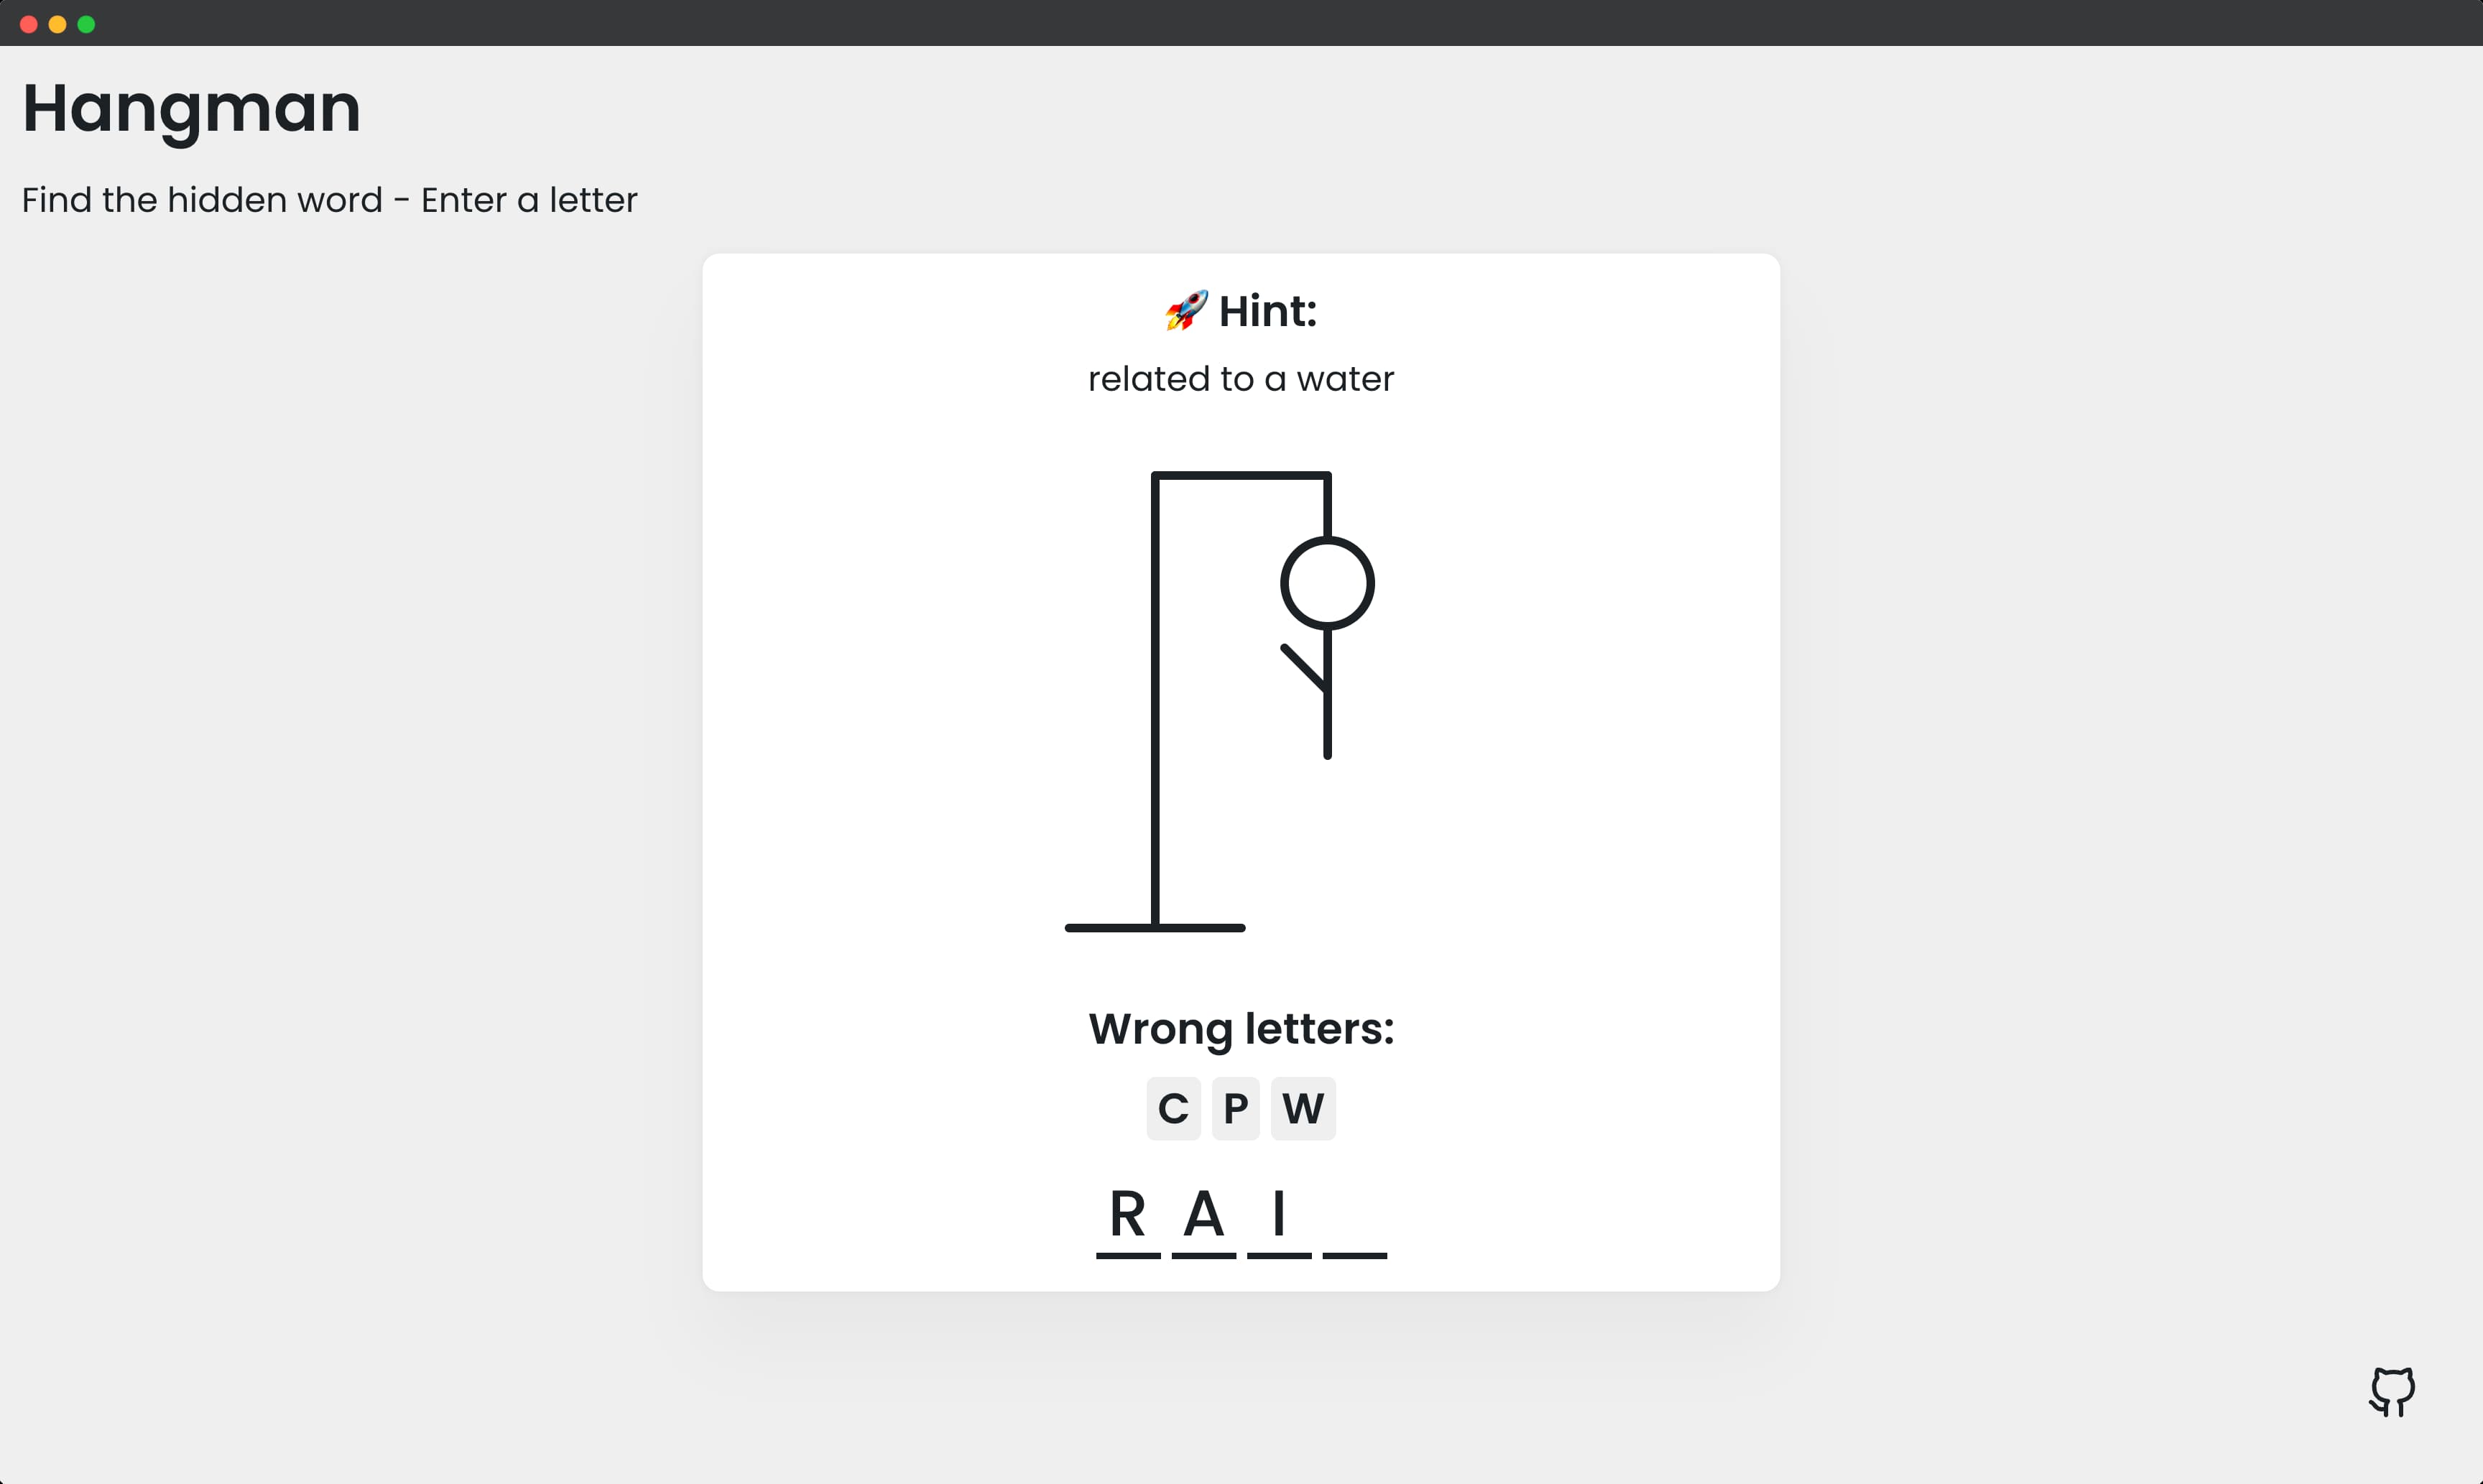 Hangman
Find the hidden word - Enter a letter
🚀 Hint:
related to a water
Wrong letters:
C P W
R A I _